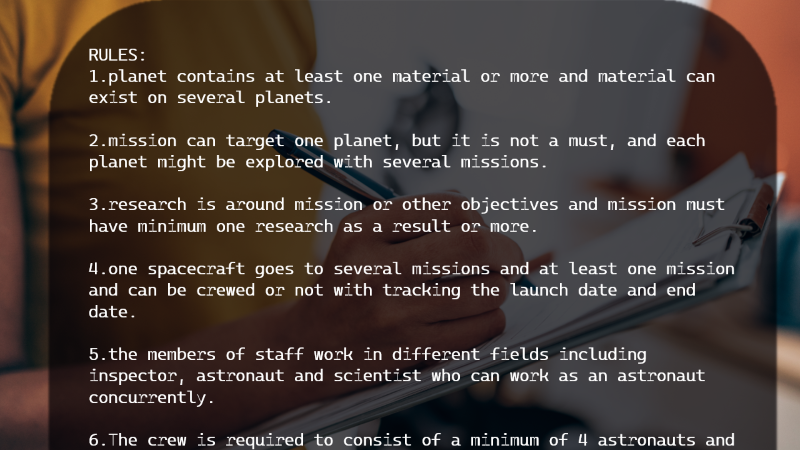 RULES:
1.planet contains at least one material or more and material can
exist on several planets.
2.mission can target one planet, but it is not a must, and each
planet might be explored with several missions.
3.research is around mission or other objectives and mission must
have minimum one research as a result or more.
4.one spacecraft goes to several missions and at least one mission
and can be crewed or not with tracking the launch date and end
date.
5.the members of staff work in different fields including
inspector, astronaut and scientist who can work as an astronaut
concurrently.
6.The crew is required to consist of a minimum of 4 astronauts and